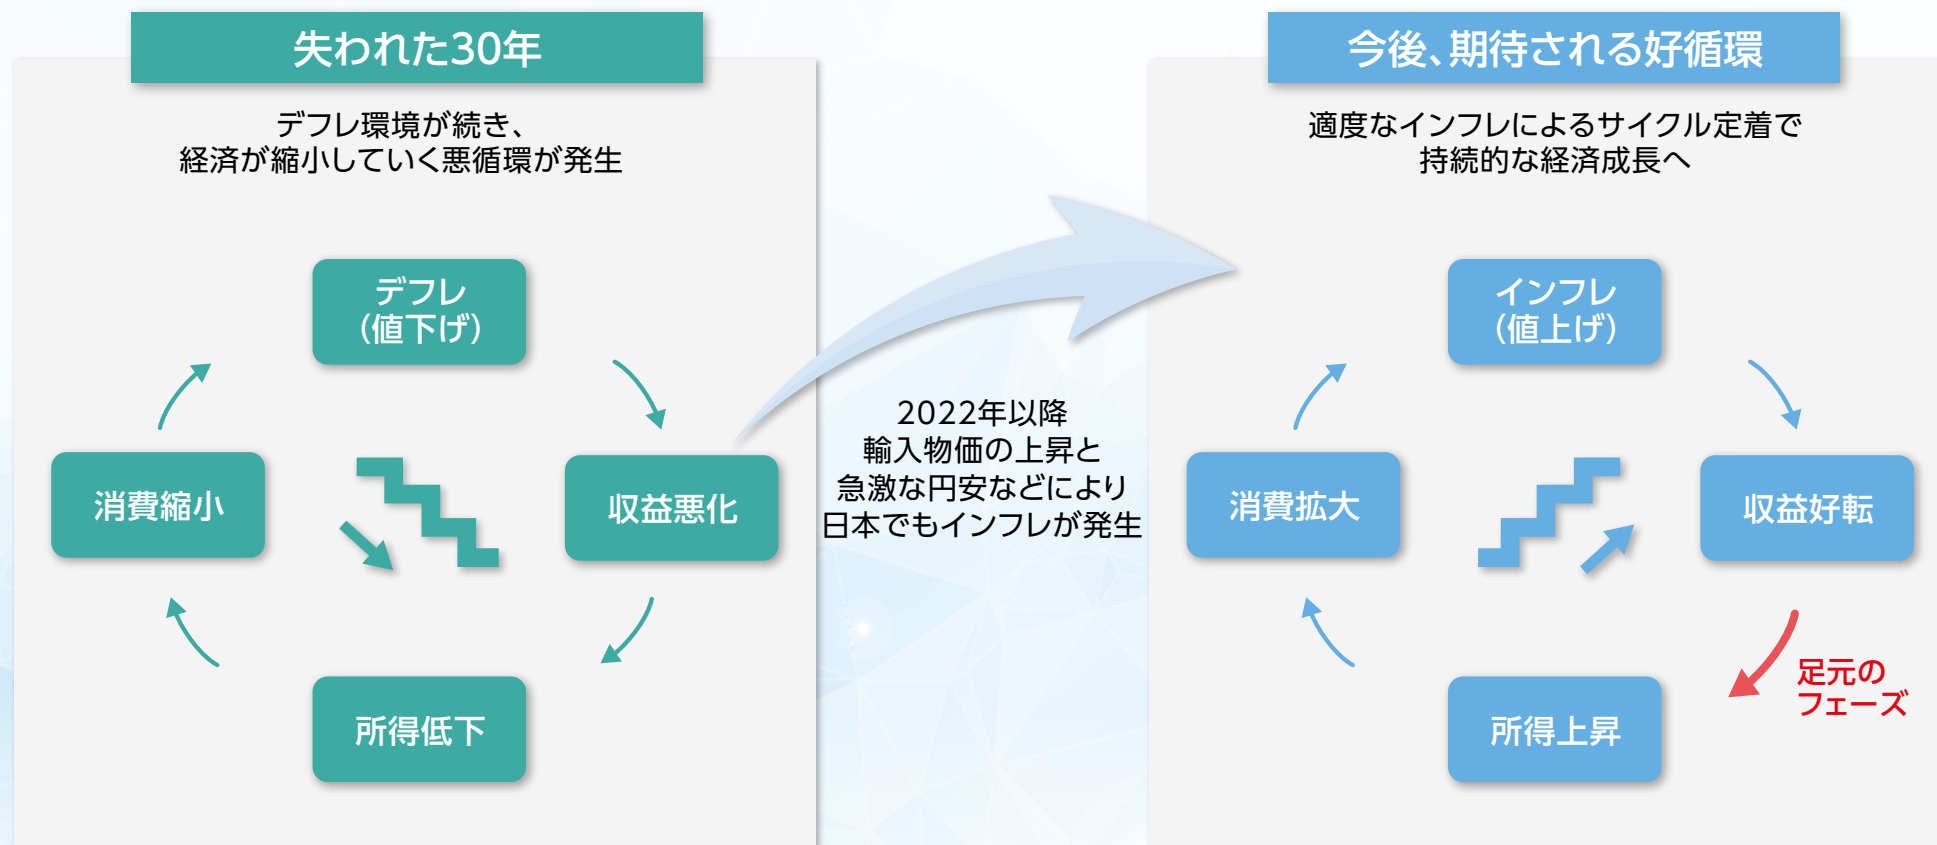 失われた30年
デフレ環境が続き、
経済が縮小していく悪循環が発生
デフレ
(値下げ)
消費縮小
収益悪化
所得低下
2022年以降
輸入物価の上昇と
急激な円安などにより
日本でもインフレが発生
今後、期待される好循環
適度なインフレによるサイクル定着で
持続的な経済成長へ
インフレ
(値上げ)
消費拡大
収益好転
足元の
フェーズ
所得上昇